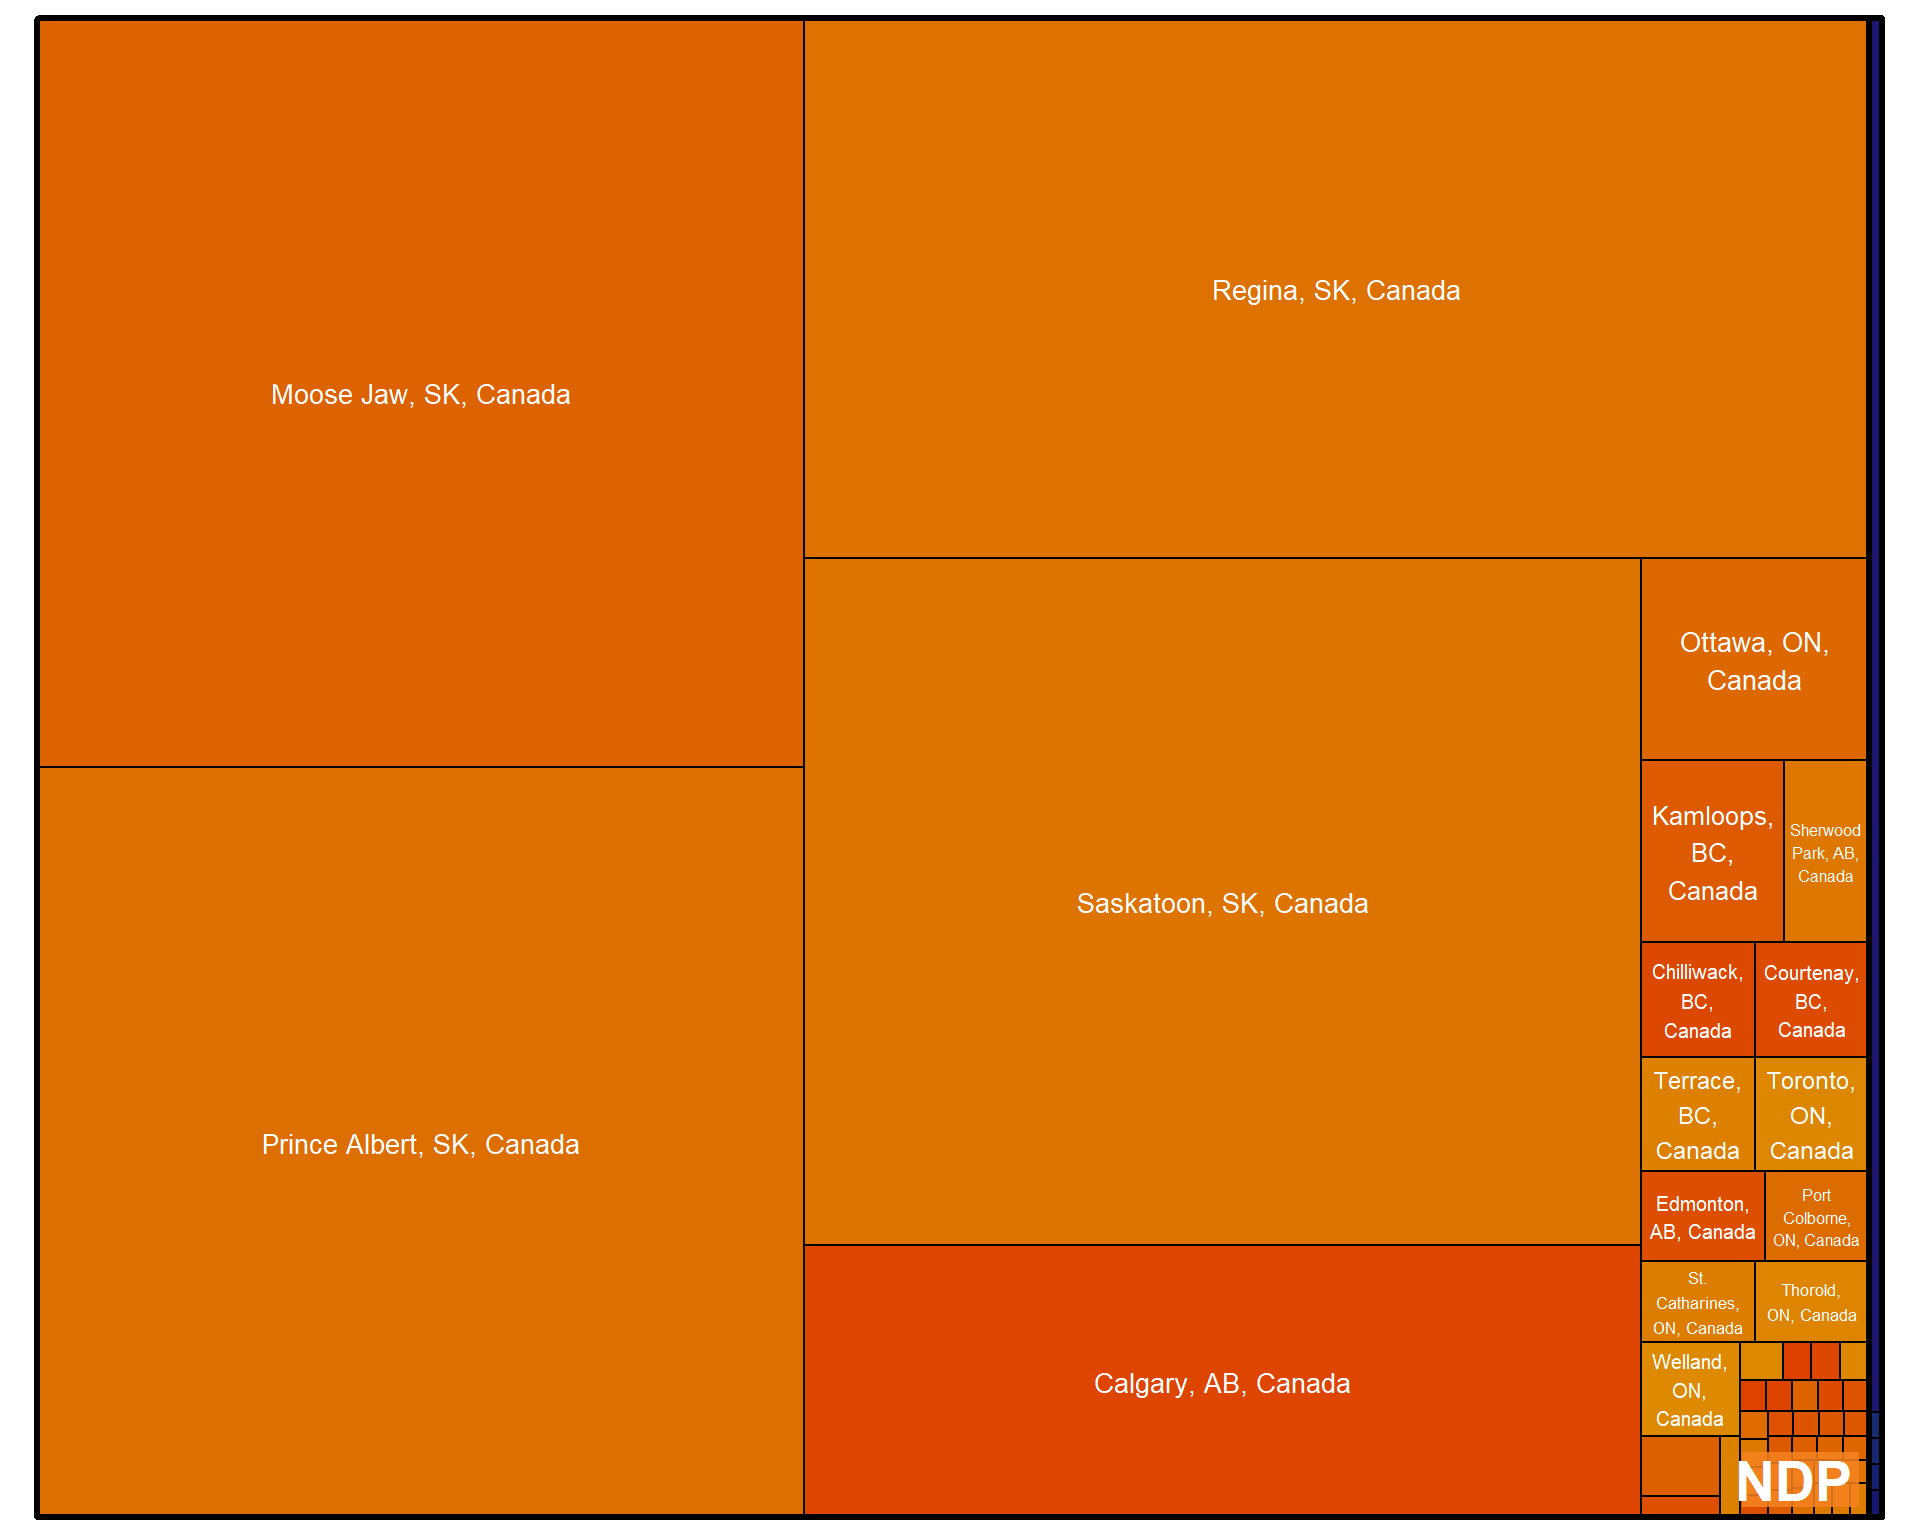 Moose Jaw, SK, Canada
Regina, SK, Canada
Prince Albert, SK, Canada
Saskatoon, SK, Canada
Calgary, AB, Canada
Ottawa, ON,
Canada
Kamloops,
BC,
Canada
Sherwood
Park, AB,
Canada
Chilliwack,
BC,
Canada
Courtenay,
BC,
Canada
Terrace,
BC,
Canada
Toronto,
ON,
Canada
Edmonton,
AB, Canada
Port
Colborne,
ON, Canada
St.
Catharines,
ON, Canada
Thorold,
ON, Canada
Welland,
ON,
Canada
NDP